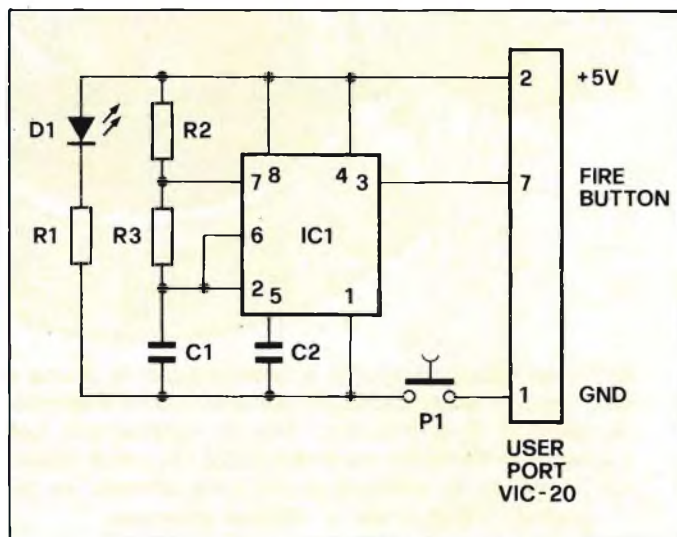 2 +5V
D1
R2
7 8 4 3
7 FIRE
BUTTON
R1
R3
6
IC1
2 5 1
C1
C2
1 GND
P1
USER
PORT
VIC-20